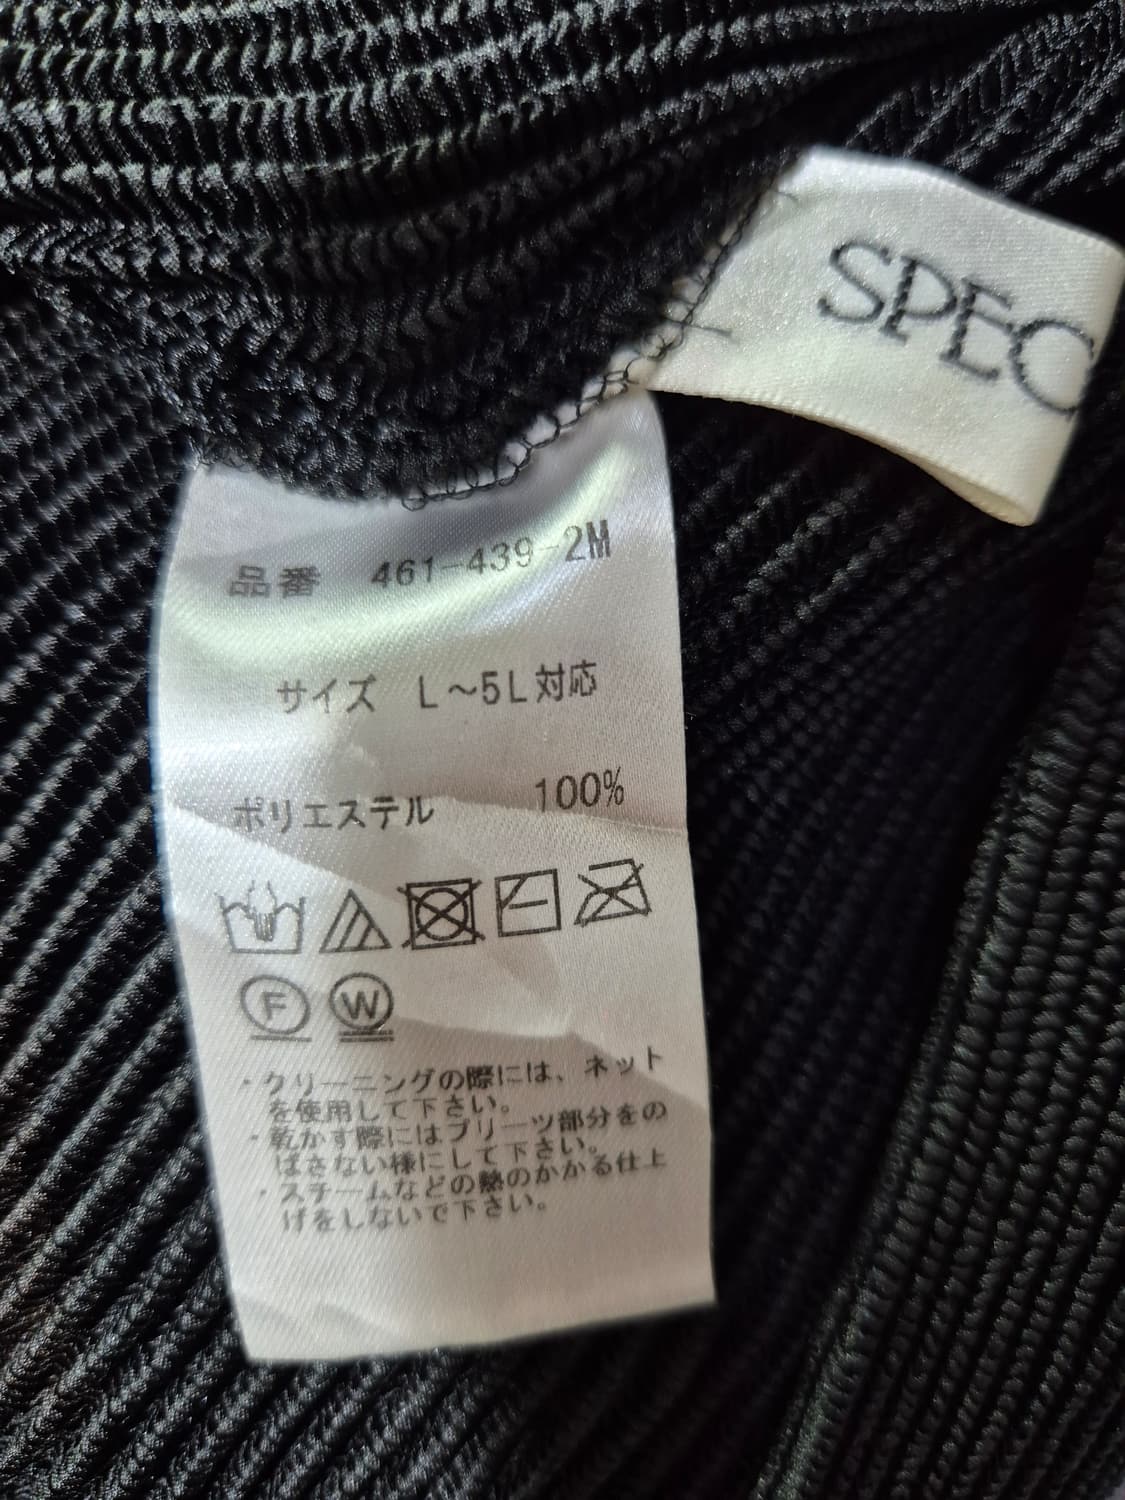 SPEC
品番 461-439-2M
サイズ L～5L対応
ポリエステル 100%
F W
・クリーニングの際には、ネット
を使用して下さい。
・乾かす際にはプリーツ部分をの
ばさない様にして下さい。
・スチームなどの熱のかかる仕上
げをしないで下さい。